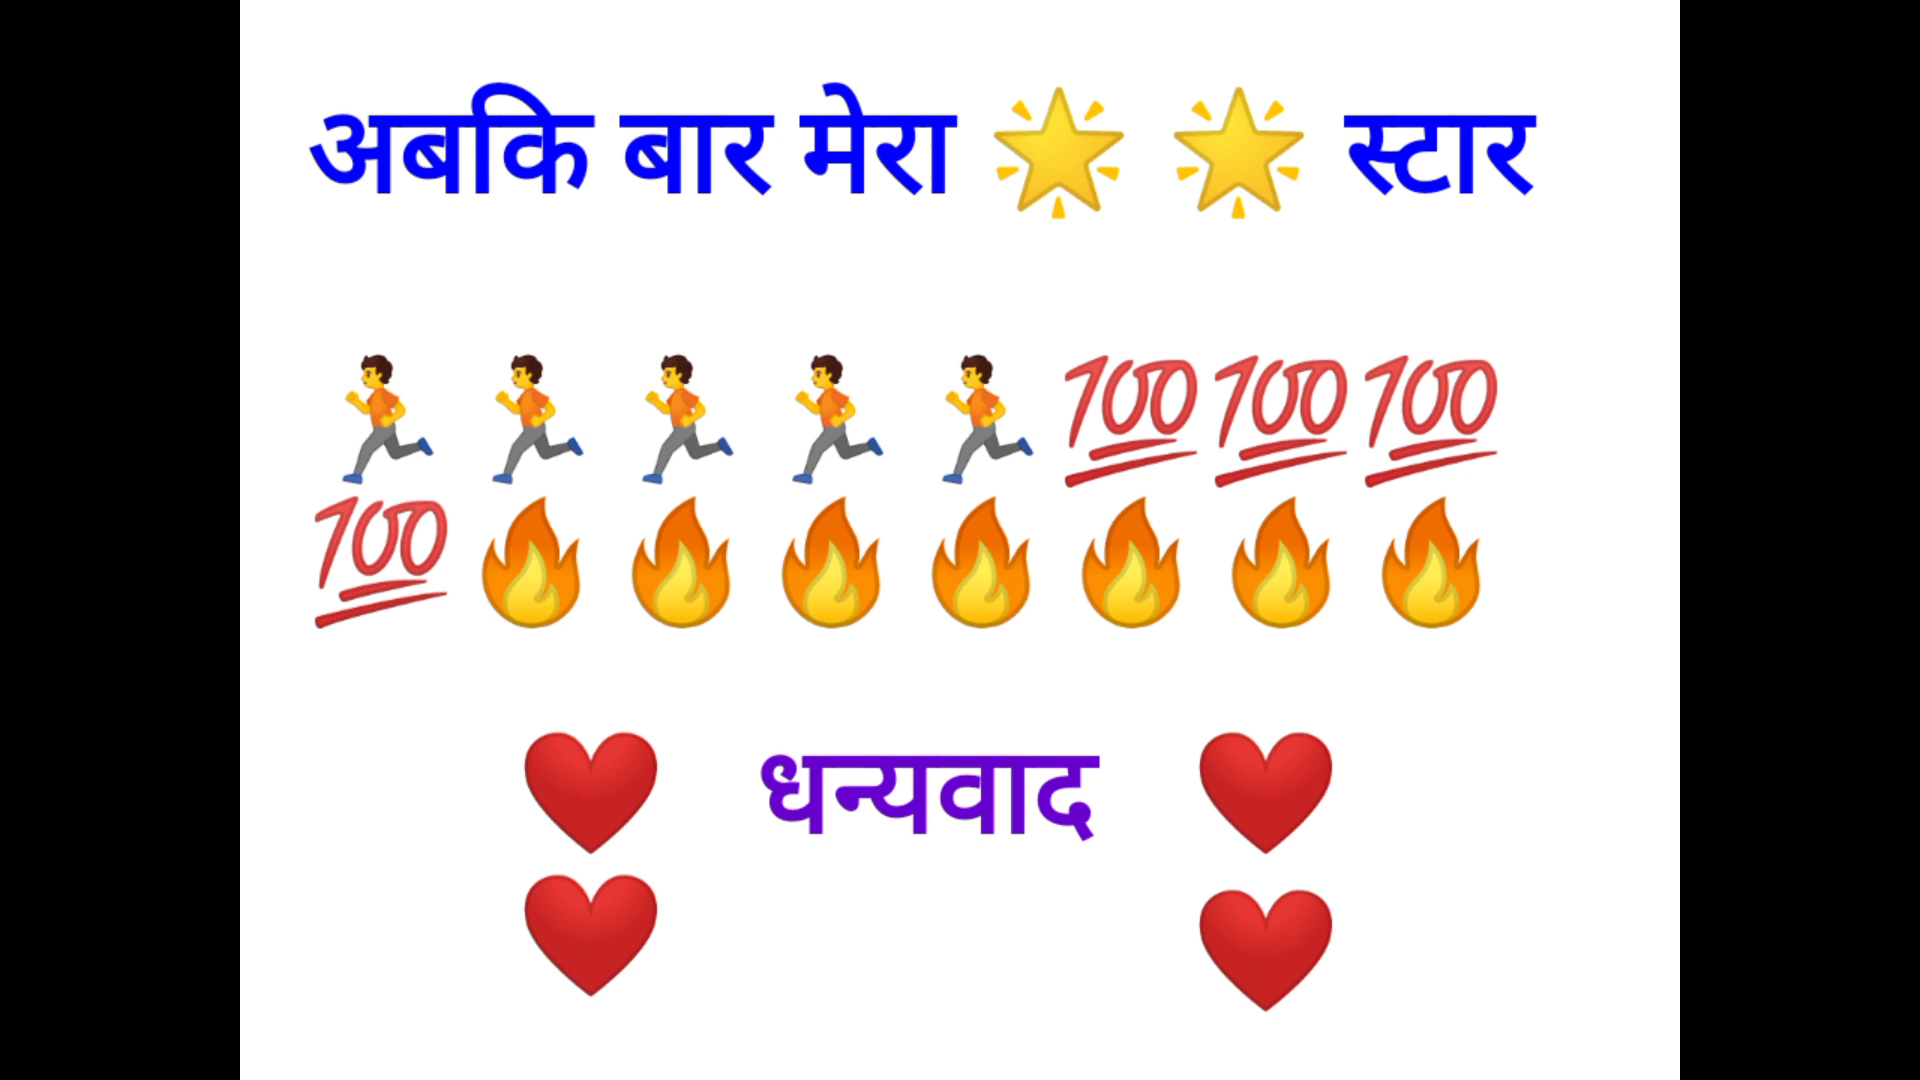 अबकि बार मेरा 🌟 🌟 स्टार
🏃🏃🏃🏃🏃💯💯💯
💯🔥🔥🔥🔥🔥🔥🔥
❤️ धन्यवाद ❤️
❤️ ❤️